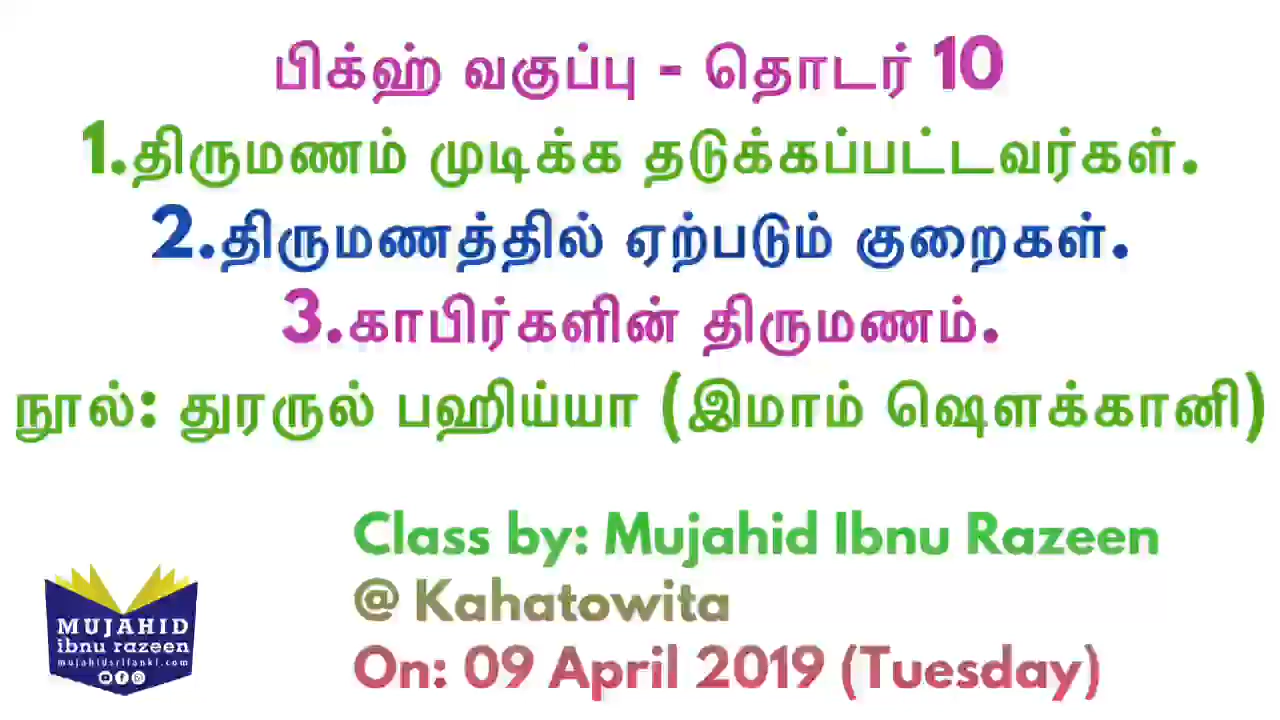 பிக்ஹ் வகுப்பு - தொடர் 10
1.திருமணம் முடிக்க தடுக்கப்பட்டவர்கள்.
2.திருமணத்தில் ஏற்படும் குறைகள்.
3.காபிர்களின் திருமணம்.
நூல்: துரருல் பஹிய்யா (இமாம் ஷௌக்கானி)
Class by: Mujahid Ibnu Razeen
@ Kahatowita
On: 09 April 2019 (Tuesday)
MUJAHID
ibnu razeen
mujahidsrilanki.com